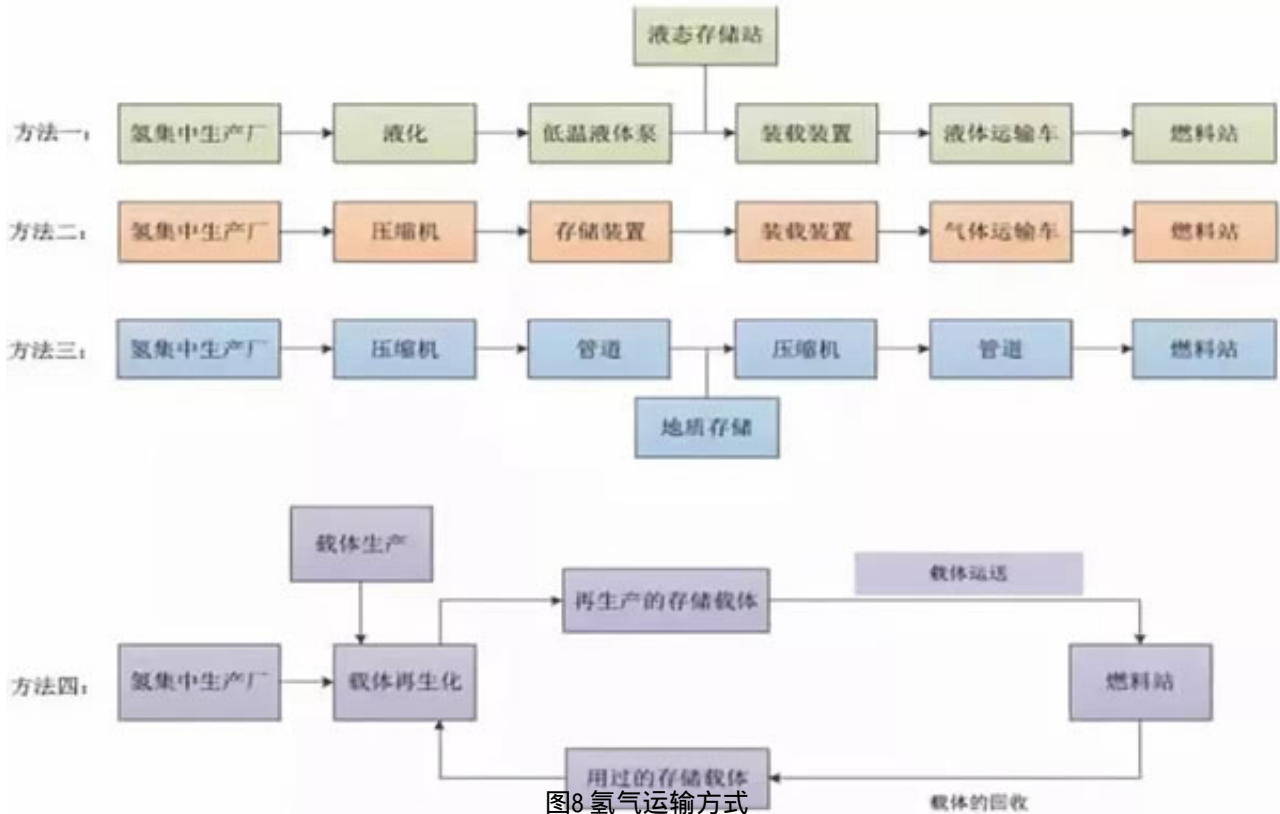 液态存储站
方法一： 氢集中生产厂 液化 低温液体泵 装载装置 液体运输车 燃料站
方法二： 氢集中生产厂 压缩机 存储装置 装载装置 气体运输车 燃料站
方法三： 氢集中生产厂 压缩机 管道 压缩机 管道 燃料站
地质存储
载体生产
再生产的存储载体 载体运送
方法四： 氢集中生产厂 载体再生化 燃料站
用过的存储载体
载体的回收
图8 氢气运输方式